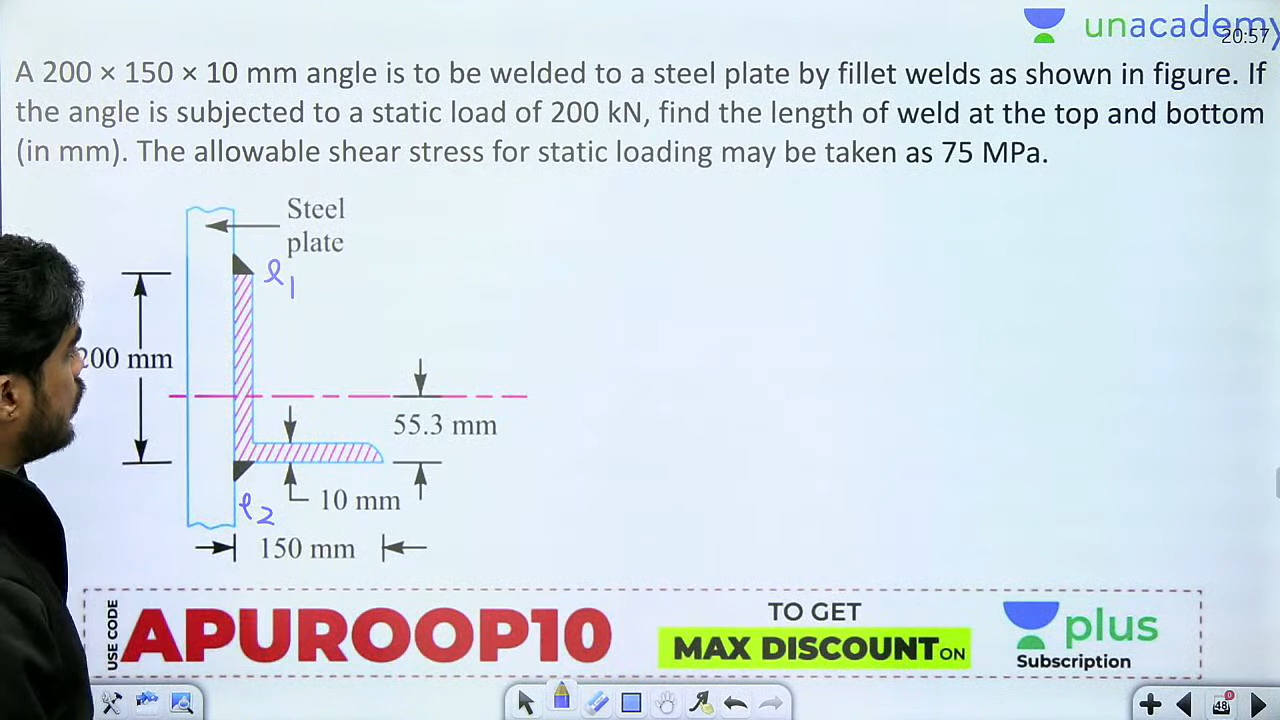 unacademy
20:57
A 200 × 150 × 10 mm angle is to be welded to a steel plate by fillet welds as shown in figure. If
the angle is subjected to a static load of 200 kN, find the length of weld at the top and bottom
(in mm). The allowable shear stress for static loading may be taken as 75 MPa.
Steel
plate
ℓ1
200 mm
55.3 mm
10 mm
ℓ2
150 mm
USE CODE
APUROOP10
TO GET
MAX DISCOUNT ON
plus
Subscription
0
48